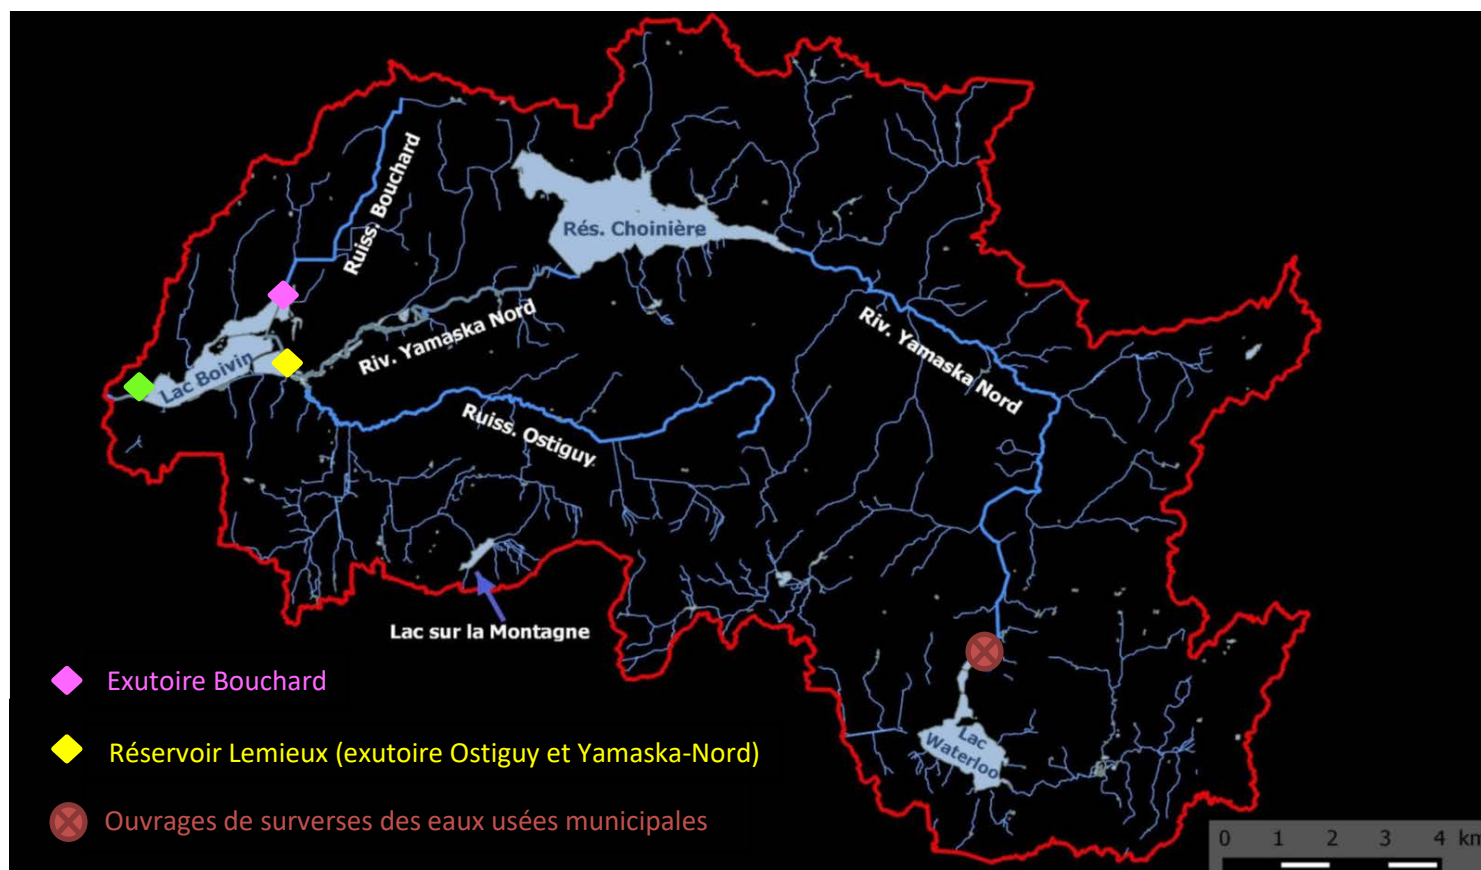 Ruiss. Bouchard
Rés. Choinière
Riv. Yamaska Nord
Riv. Yamaska Nord
Lac Boivin
Ruiss. Ostiguy
Lac sur la Montagne
Lac
Waterloo
Exutoire Bouchard
Réservoir Lemieux (exutoire Ostiguy et Yamaska-Nord)
Ouvrages de surverses des eaux usées municipales
0 1 2 3 4 km